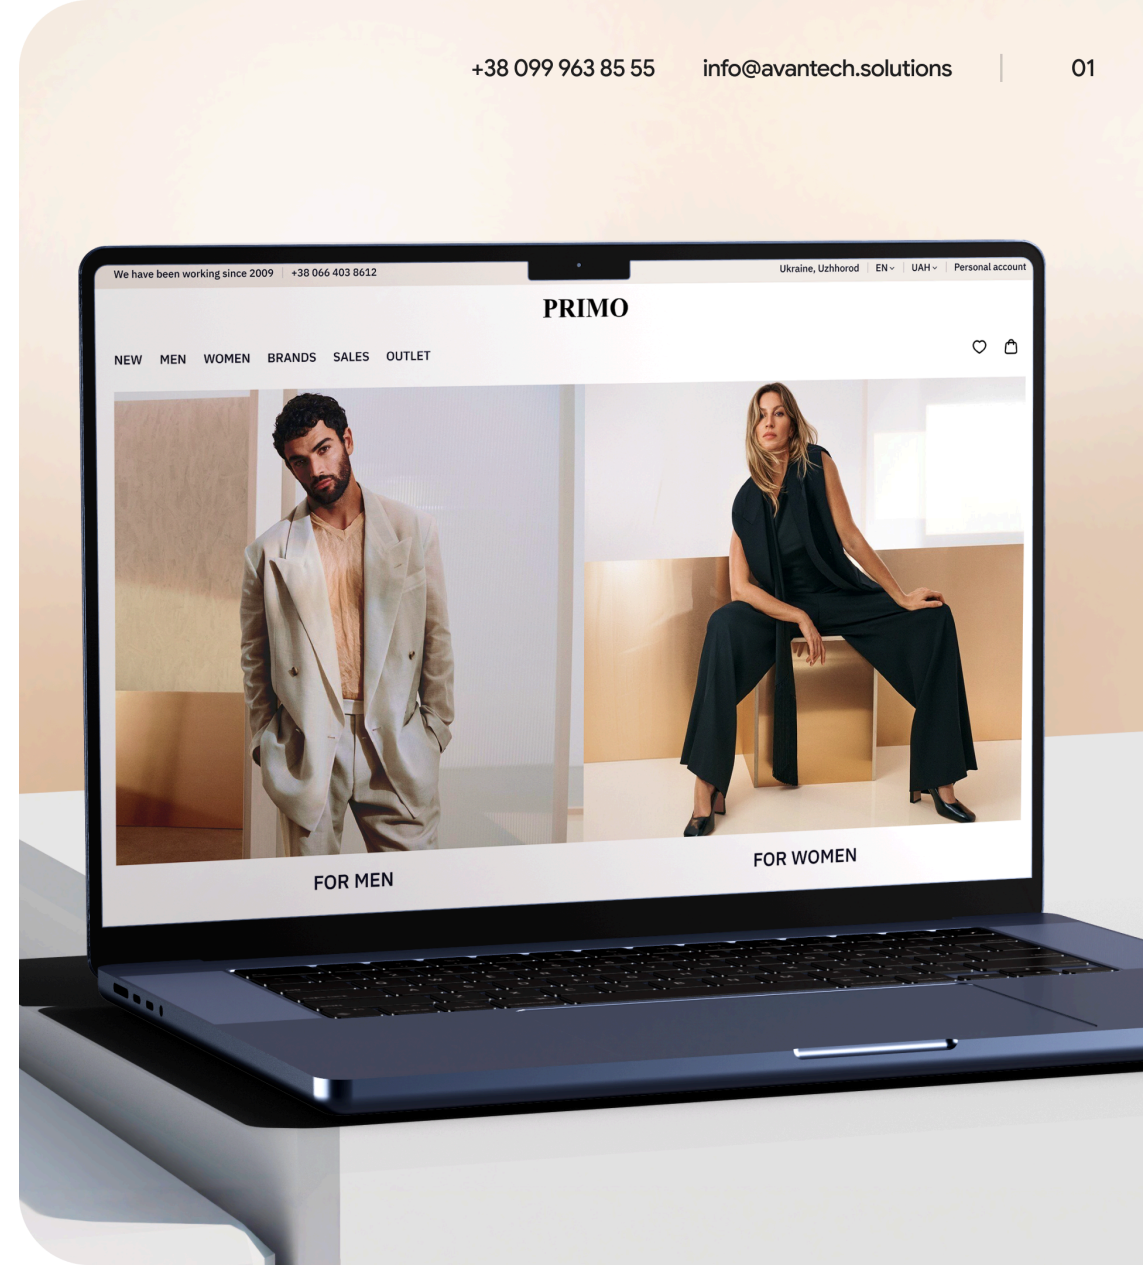 +38 099 963 85 55 info@avantech.solutions 01
We have been working since 2009 +38 066 403 8612 Ukraine, Uzhhorod EN UAH Personal account
PRIMO
NEW MEN WOMEN BRANDS SALES OUTLET
FOR MEN FOR WOMEN